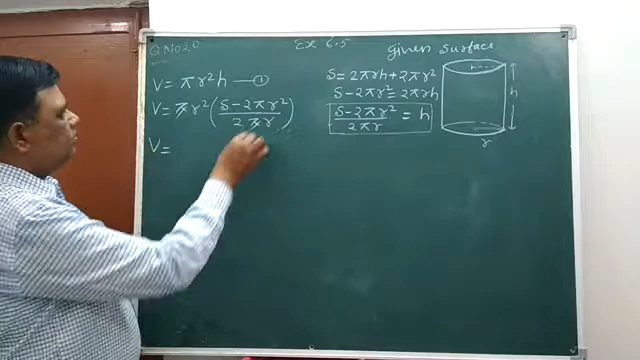 Q.No 20
Ex 6.5
given surface
V = πr²h —①
V = πr²(S-2πr²/2πr)
V =
S = 2πrh+2πr²
S-2πr² = 2πrh
S-2πr²/2πr = h
r
h
r